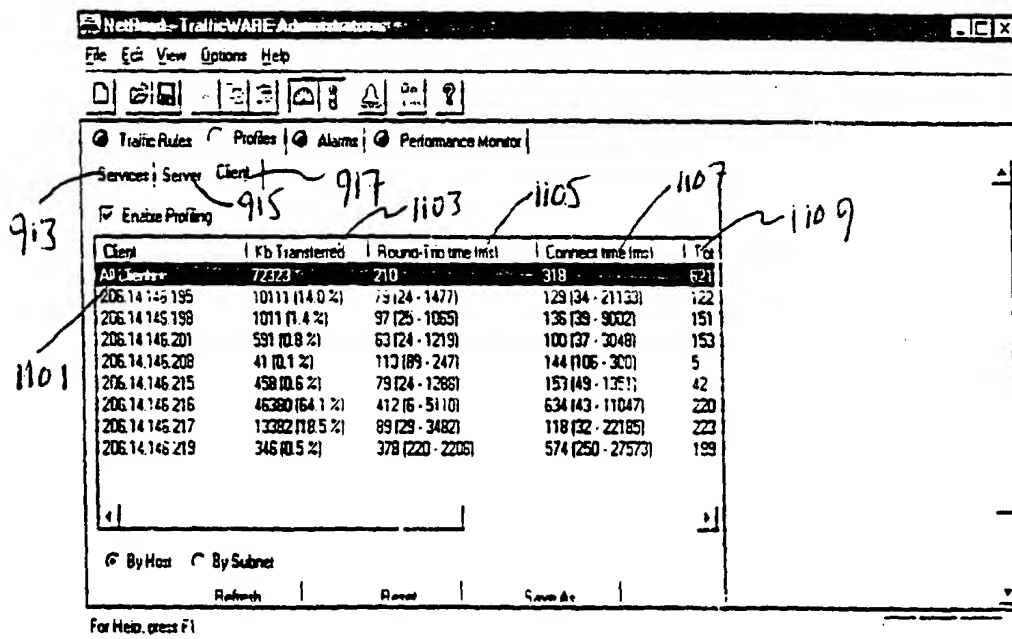 TrafficWARE Administrator
File Edit View Options Help
Traffic Rules Profiles Alarms Performance Monitor
Services Server Client
913 915 917
Enable Profiling
1103 1105 1107 1109
Client Kb Transferred Round-Trip time (ms) Connect time (ms) Tot
All Clients 72323 210 318 621
206.14.146.195 10111 (14.0 %) 79 (24 - 1477) 129 (34 - 21133) 122
206.14.146.198 1011 (1.4 %) 97 (25 - 1065) 136 (39 - 9002) 151
206.14.146.201 591 (0.8 %) 63 (24 - 1219) 100 (37 - 3048) 153
206.14.146.208 41 (0.1 %) 113 (89 - 247) 144 (106 - 300) 5
206.14.146.215 458 (0.6 %) 79 (24 - 1288) 153 (49 - 1351) 42
206.14.146.216 46380 (64.1 %) 412 (6 - 5110) 634 (43 - 11047) 220
206.14.146.217 13382 (18.5 %) 89 (29 - 3482) 118 (32 - 22185) 223
206.14.146.219 346 (0.5 %) 378 (220 - 2206) 574 (250 - 27573) 199
1101
By Host By Subnet
Refresh Reset Save As
For Help, press F1